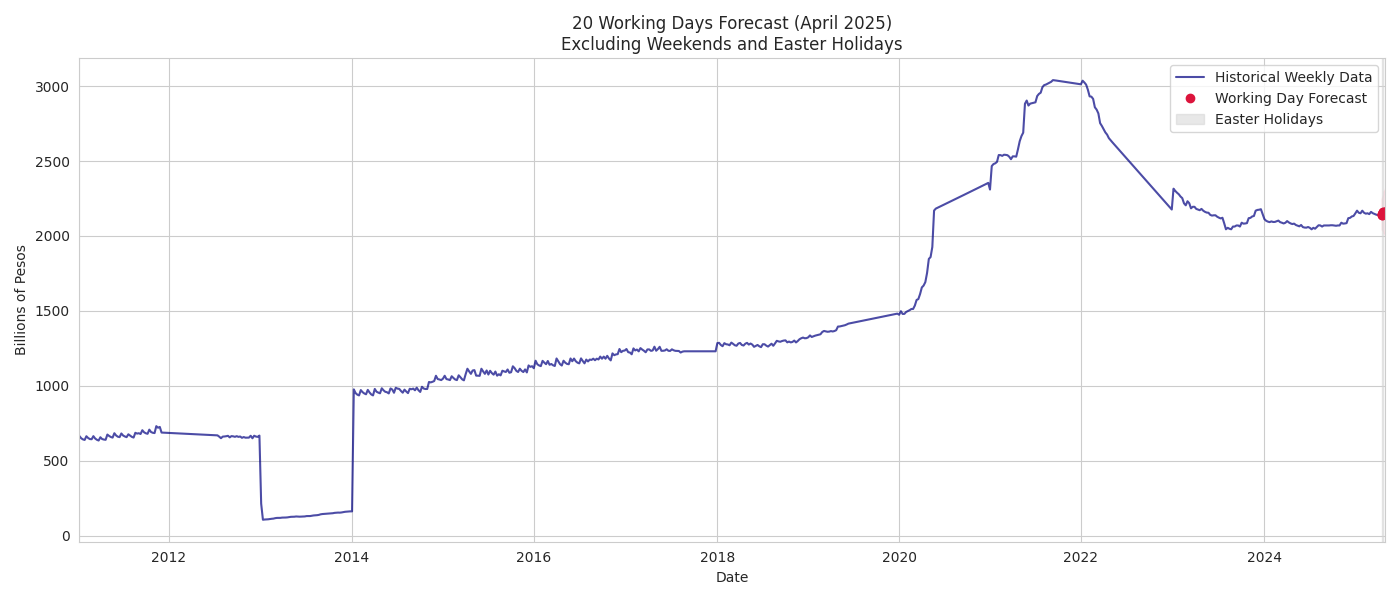 20 Working Days Forecast (April 2025)
Excluding Weekends and Easter Holidays
Historical Weekly Data
Working Day Forecast
Easter Holidays
Billions of Pesos
3000
2500
2000
1500
1000
500
0
2012
2014
2016
2018
2020
2022
2024
Date